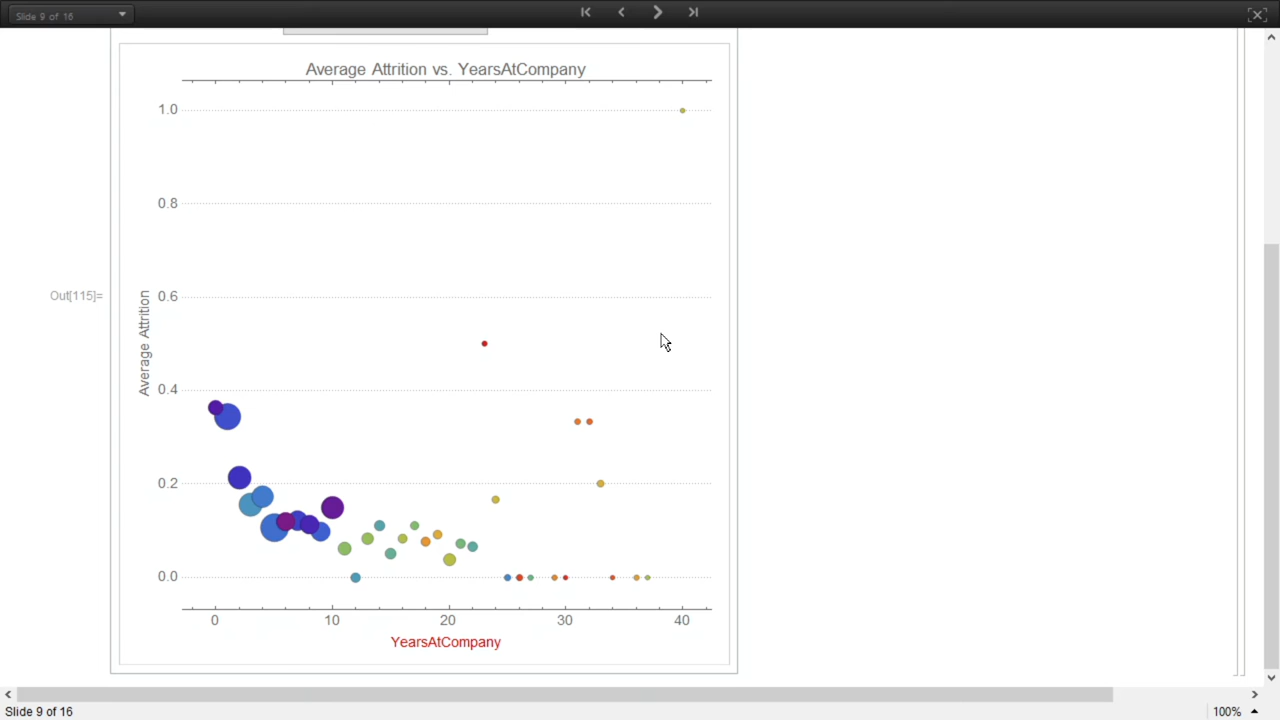 Slide 9 of 16
Average Attrition vs. YearsAtCompany
1.0
0.8
Out[115]=
0.6
Average Attrition
0.4
0.2
0.0
0 10 20 30 40
YearsAtCompany
Slide 9 of 16 100%